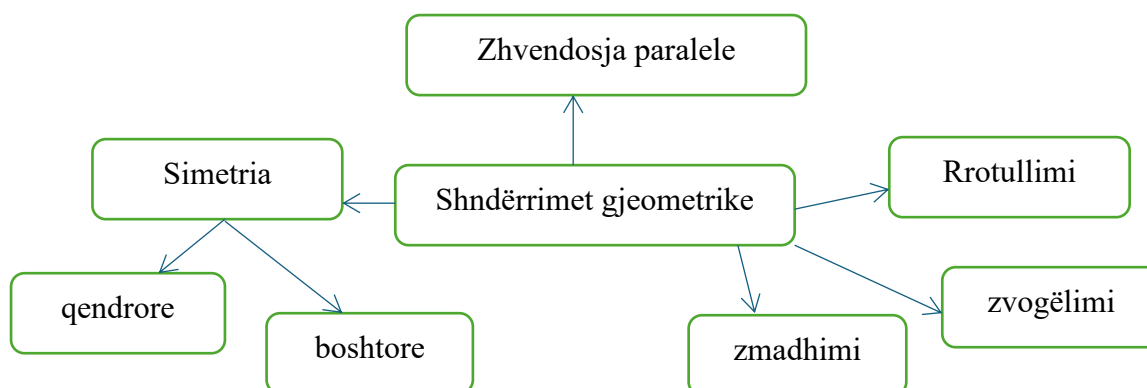 Zhvendosja paralele
Simetria
Shndërrimet gjeometrike
Rrotullimi
qendrore
boshtore
zmadhimi
zvogëlimi